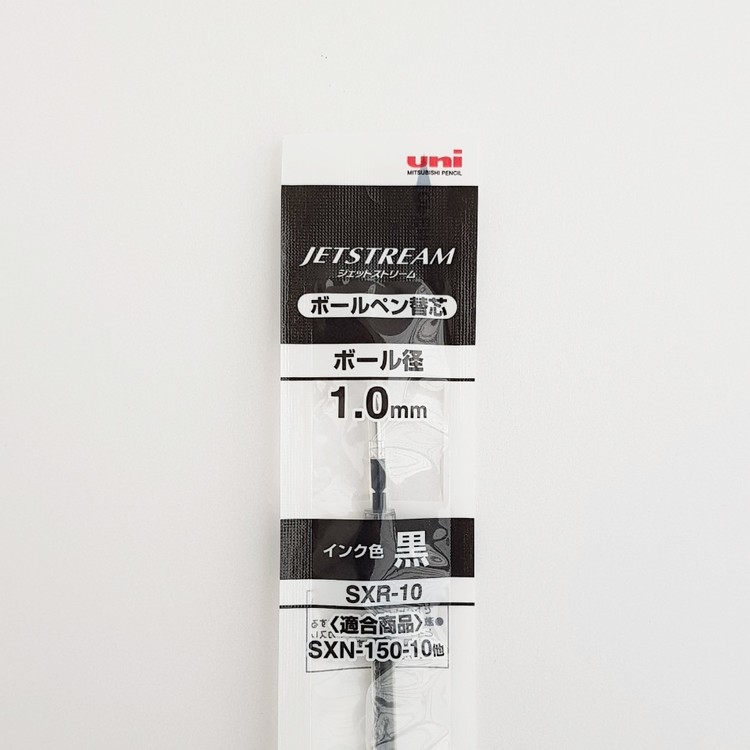 uni
MITSUBISHI PENCIL
JETSTREAM
ジェットストリーム
ボールペン替芯
ボール径
1.0mm
インク色 黒
SXR-10
〈適合商品〉
SXN-150-10他